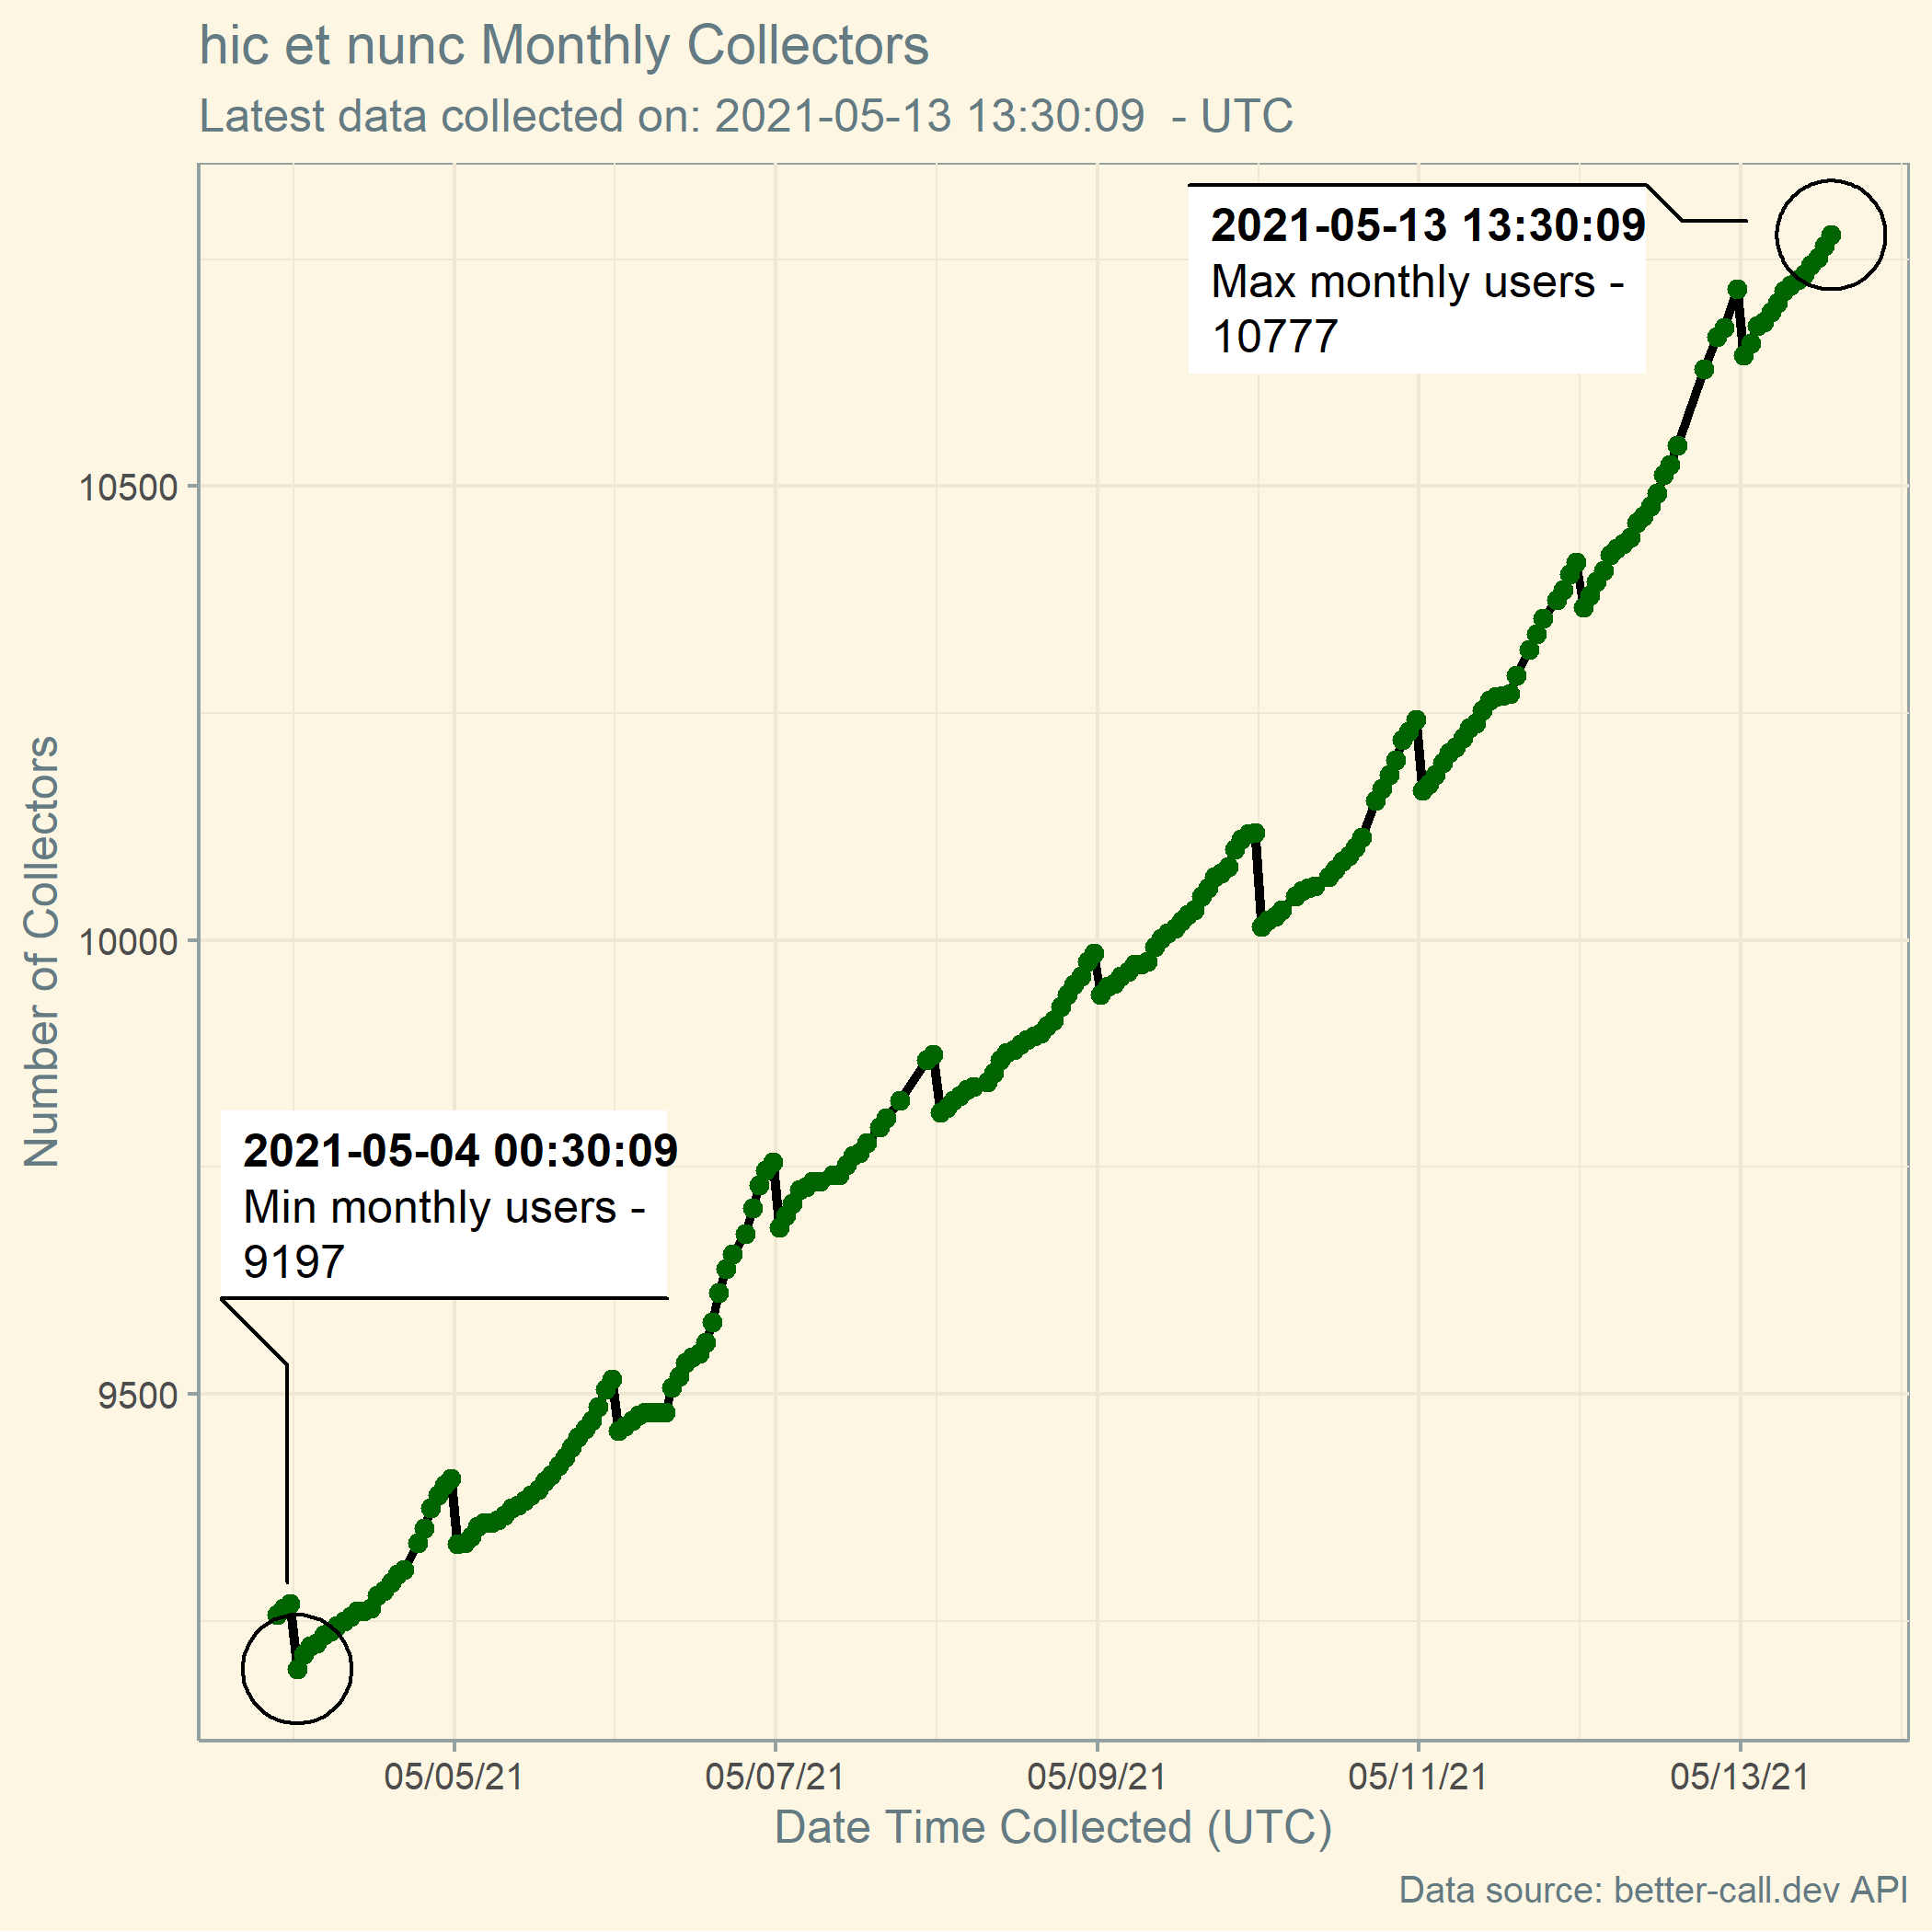 hic et nunc Monthly Collectors
Latest data collected on: 2021-05-13 13:30:09  - UTC
2021-05-13 13:30:09
Max monthly users -
10777
10500
10000
9500
Number of Collectors
2021-05-04 00:30:09
Min monthly users -
9197
05/05/21 05/07/21 05/09/21 05/11/21 05/13/21
Date Time Collected (UTC)
Data source: better-call.dev API